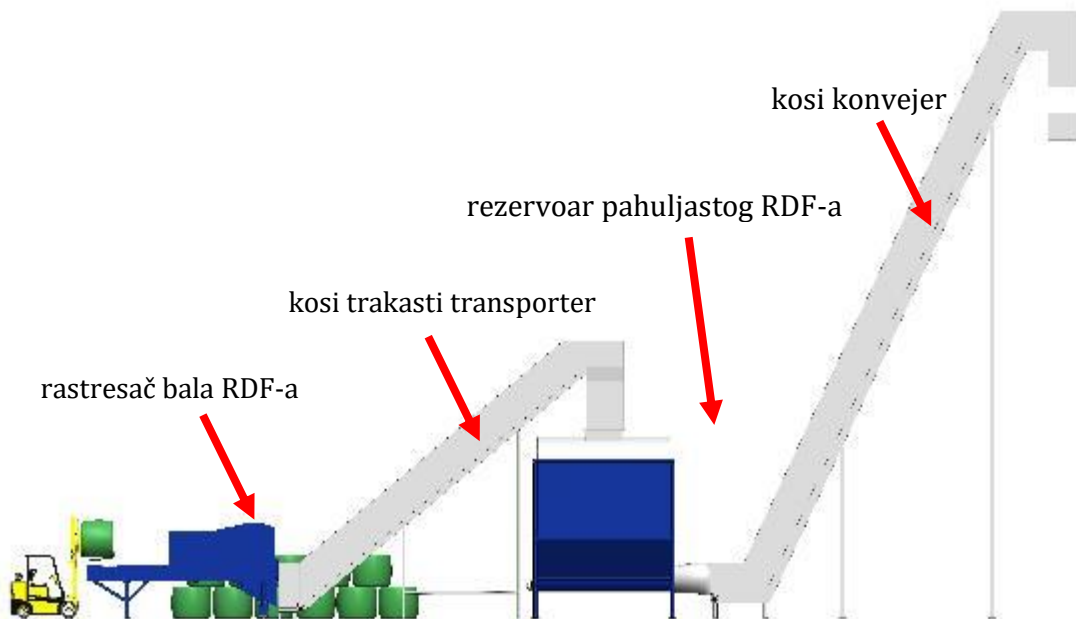 kosi konvejer
rezervoar pahuljastog RDF-a
kosi trakasti transporter
rastresač bala RDF-a